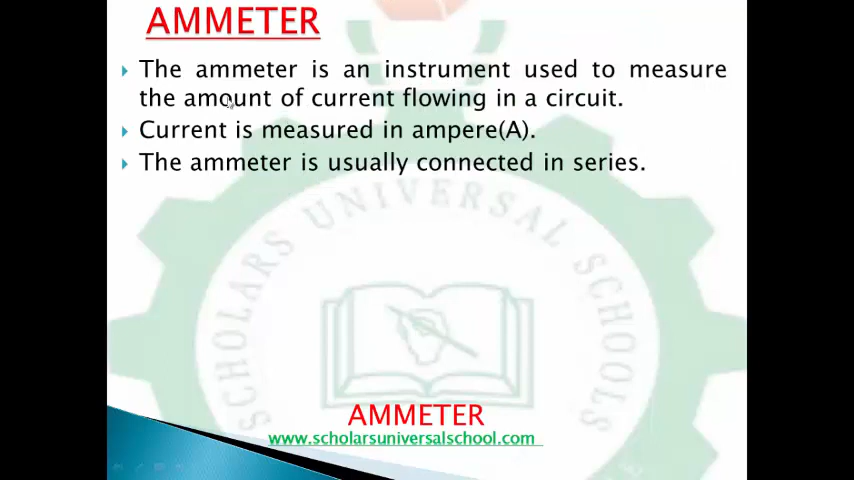 AMMETER
The ammeter is an instrument used to measure
the amount of current flowing in a circuit.
Current is measured in ampere(A).
The ammeter is usually connected in series.
SCHOLARS UNIVERSAL SCHOOLS
AMMETER
www.scholarsuniversalschool.com